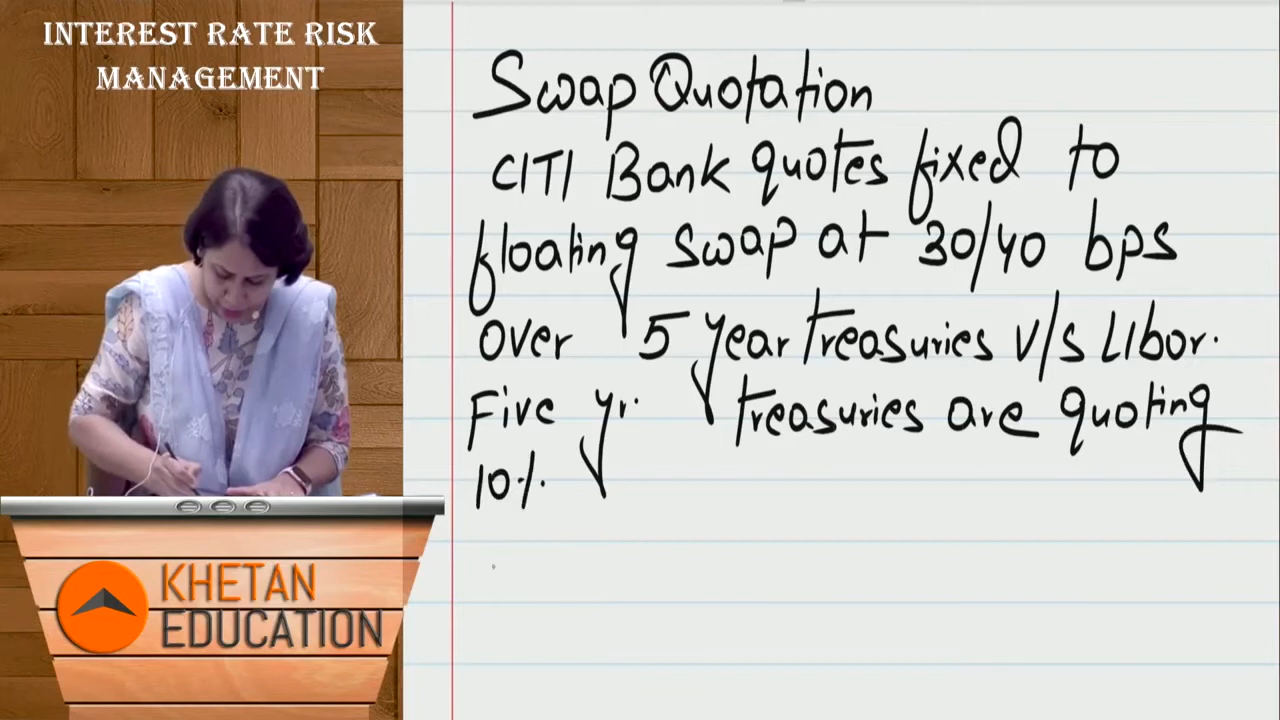 INTEREST RATE RISK
MANAGEMENT
Swap Quotation
CITI Bank quotes fixed to
floating swap at 30/40 bps
over 5 year treasuries v/s Libor.
Five yr. treasuries are quoting
10%.
KHETAN
EDUCATION